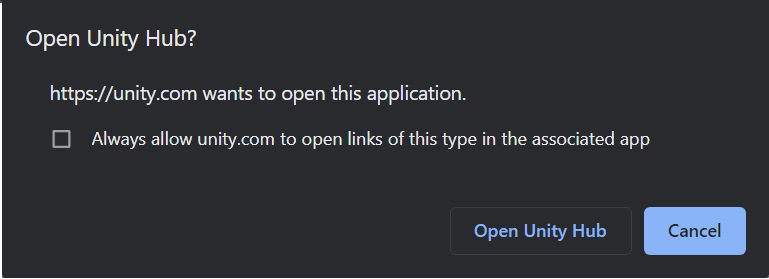 Open Unity Hub?
https://unity.com wants to open this application.
Always allow unity.com to open links of this type in the associated app
Open Unity Hub
Cancel